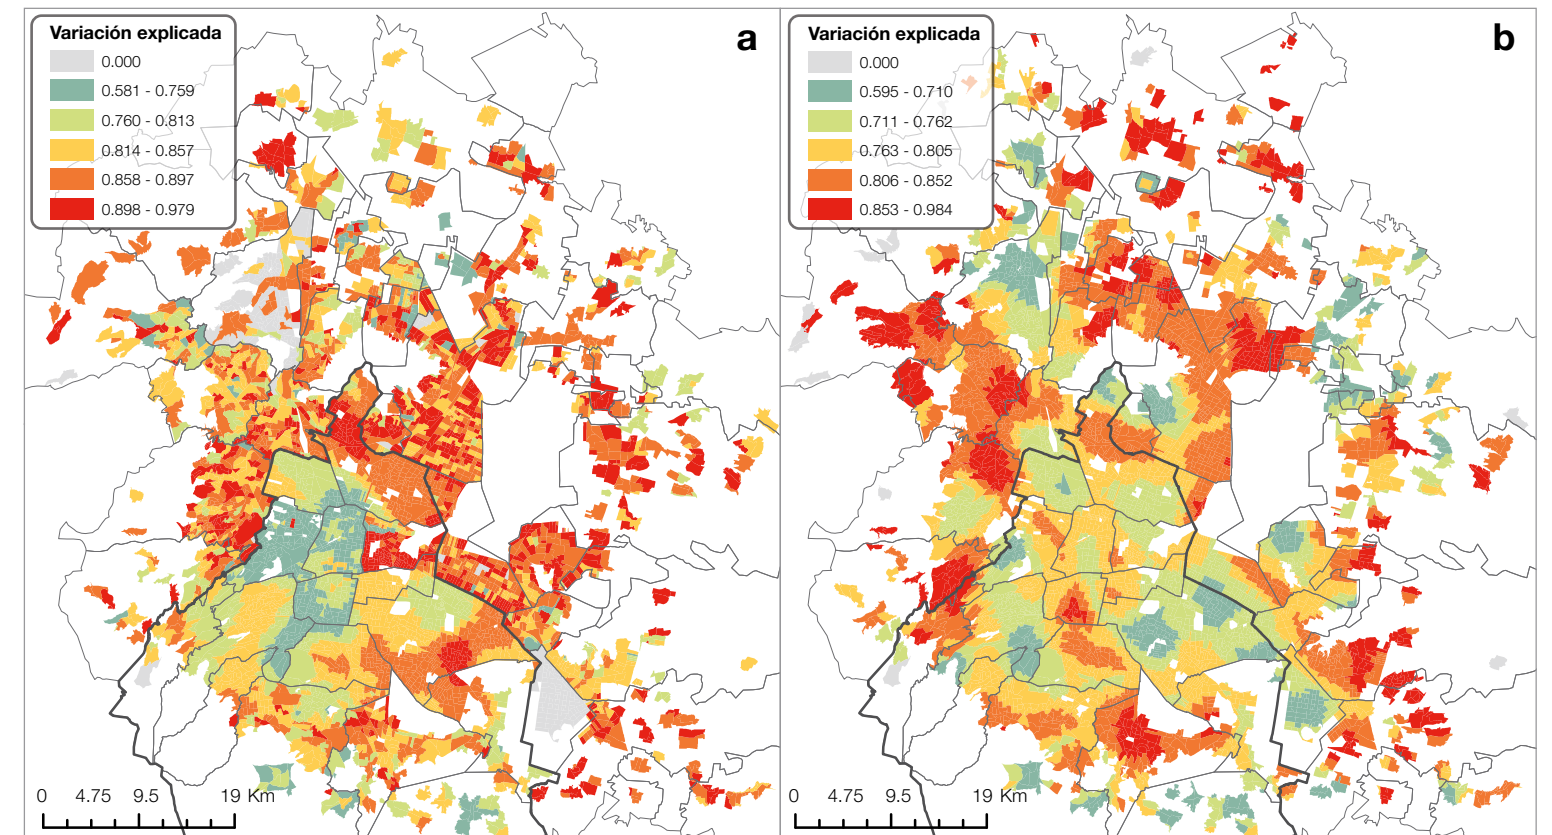 Variación explicada
0.000
0.581 - 0.759
0.760 - 0.813
0.814 - 0.857
0.858 - 0.897
0.898 - 0.979
a
0 4.75 9.5 19 Km
Variación explicada
0.000
0.595 - 0.710
0.711 - 0.762
0.763 - 0.805
0.806 - 0.852
0.853 - 0.984
b
0 4.75 9.5 19 Km